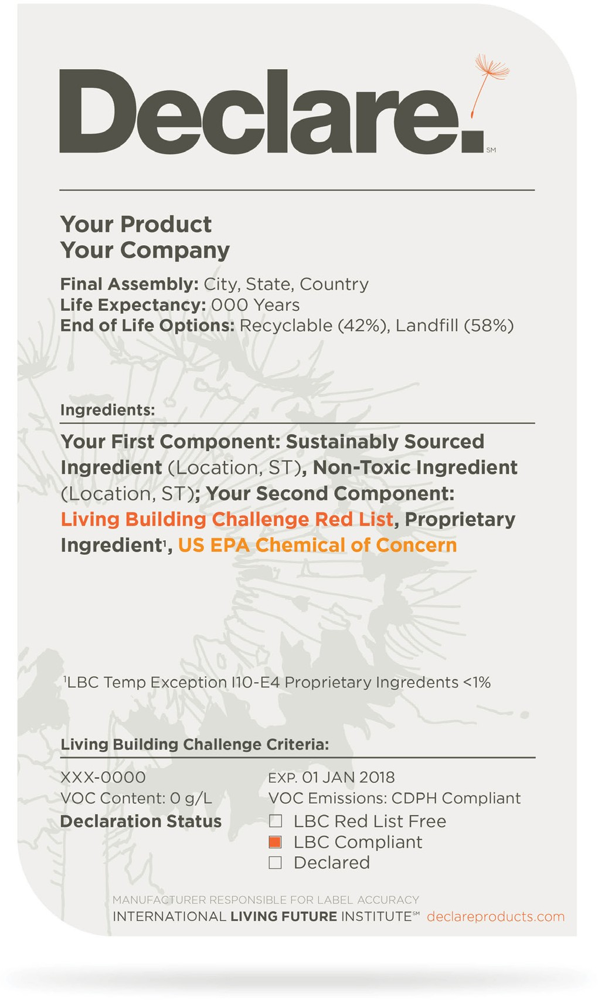 Declare.
SM
Your Product
Your Company
Final Assembly: City, State, Country
Life Expectancy: 000 Years
End of Life Options: Recyclable (42%), Landfill (58%)
Ingredients:
Your First Component: Sustainably Sourced
Ingredient (Location, ST), Non-Toxic Ingredient
(Location, ST); Your Second Component:
Living Building Challenge Red List, Proprietary
Ingredient¹, US EPA Chemical of Concern
¹LBC Temp Exception I10-E4 Proprietary Ingredents <1%
Living Building Challenge Criteria:
XXX-0000 EXP. 01 JAN 2018
VOC Content: 0 g/L VOC Emissions: CDPH Compliant
Declaration Status LBC Red List Free
LBC Compliant
Declared
MANUFACTURER RESPONSIBLE FOR LABEL ACCURACY
INTERNATIONAL LIVING FUTURE INSTITUTE℠ declareproducts.com